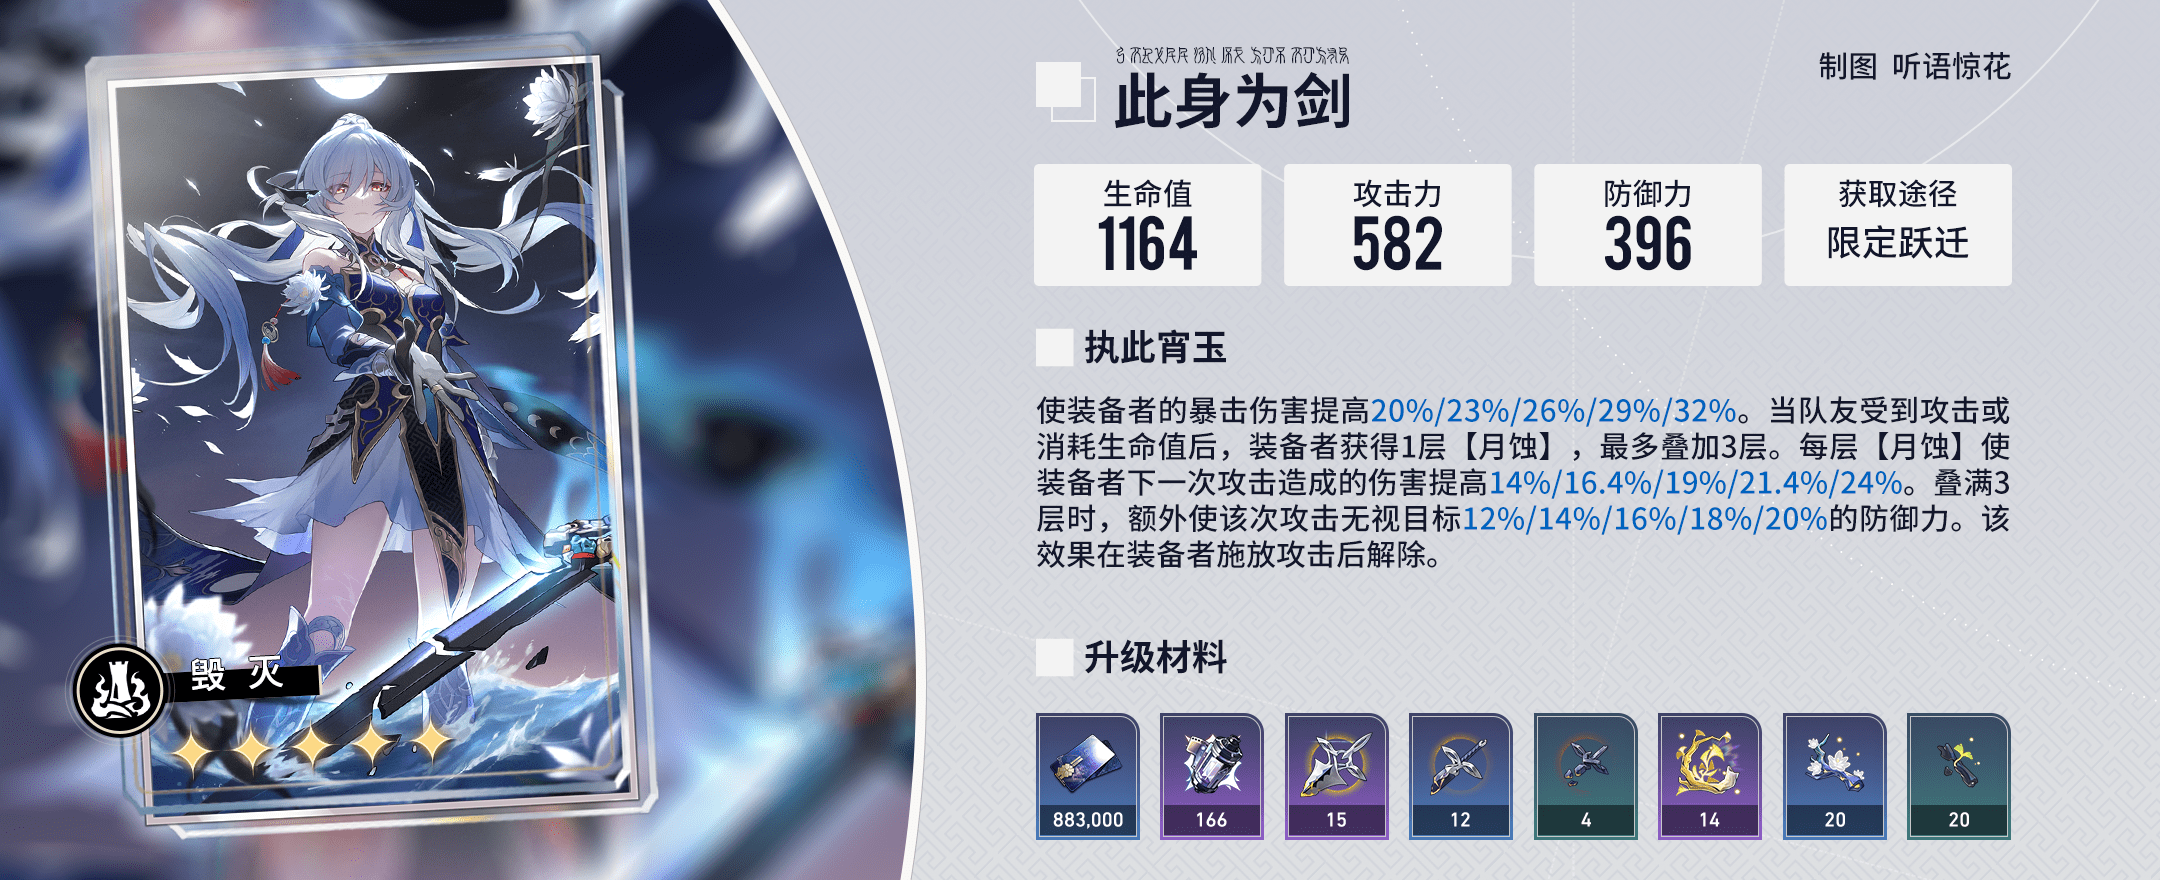 此身为剑
制图 听语惊花
生命值
1164
攻击力
582
防御力
396
获取途径
限定跃迁
执此宵玉
使装备者的暴击伤害提高20%/23%/26%/29%/32%。当队友受到攻击或
消耗生命值后，装备者获得1层【月蚀】，最多叠加3层。每层【月蚀】使
装备者下一次攻击造成的伤害提高14%/16.4%/19%/21.4%/24%。叠满3
层时，额外使该次攻击无视目标12%/14%/16%/18%/20%的防御力。该
效果在装备者施放攻击后解除。
毁灭
升级材料
883,000
166
15
12
4
14
20
20